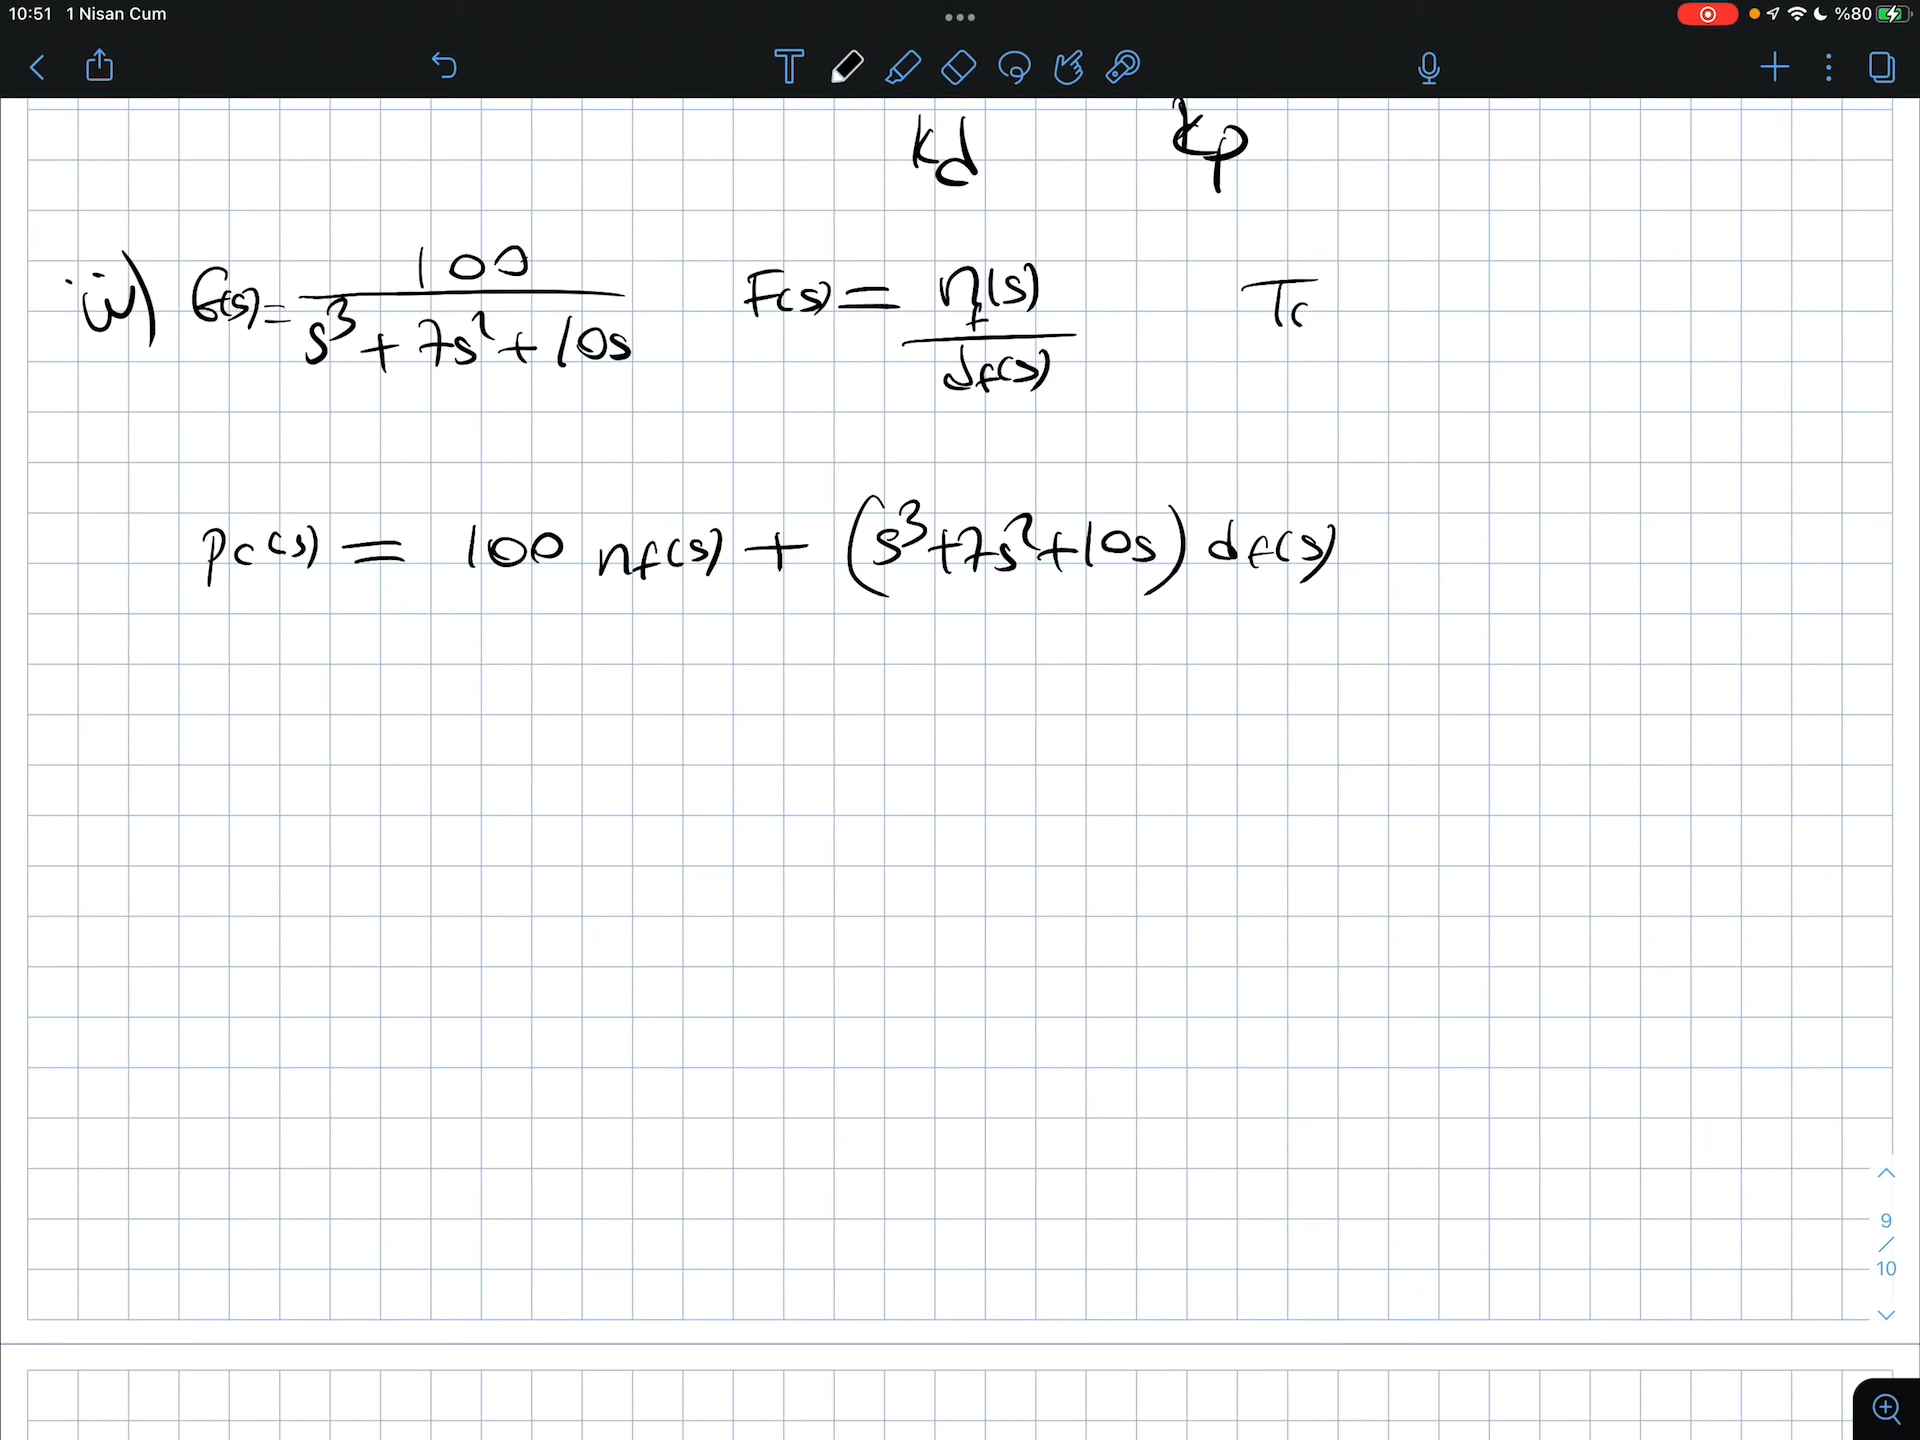 10:51 1 Nisan Cum
%80
kd kp
ii) G(s)= 100 / s³ + 7s² + 10s F(s) = nf(s) / df(s) Tc
pc(s) = 100 nf(s) + (s³+7s²+10s) df(s)
9
/
10